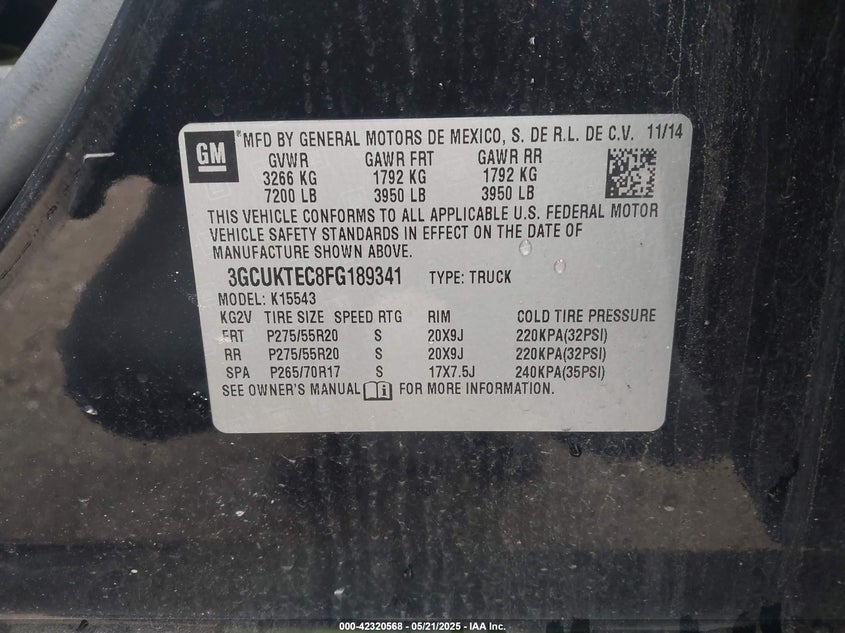 GM
*MFD BY GENERAL MOTORS DE MEXICO, S. DE R.L. DE C.V. 11/14
GVWR GAWR FRT GAWR RR
3266 KG 1792 KG 1792 KG
7200 LB 3950 LB 3950 LB
THIS VEHICLE CONFORMS TO ALL APPLICABLE U.S. FEDERAL MOTOR
VEHICLE SAFETY STANDARDS IN EFFECT ON THE DATE OF
MANUFACTURE SHOWN ABOVE.
3GCUKTEC8FG189341 TYPE: TRUCK
MODEL: K15543
KG2V TIRE SIZE SPEED RTG RIM COLD TIRE PRESSURE
FRT P275/55R20 S 20X9J 220KPA(32PSI)
RR P275/55R20 S 20X9J 220KPA(32PSI)
SPA P265/70R17 S 17X7.5J 240KPA(35PSI)
SEE OWNER'S MANUAL i FOR MORE INFORMATION.
000-42320568 - 05/21/2025 - IAA Inc.